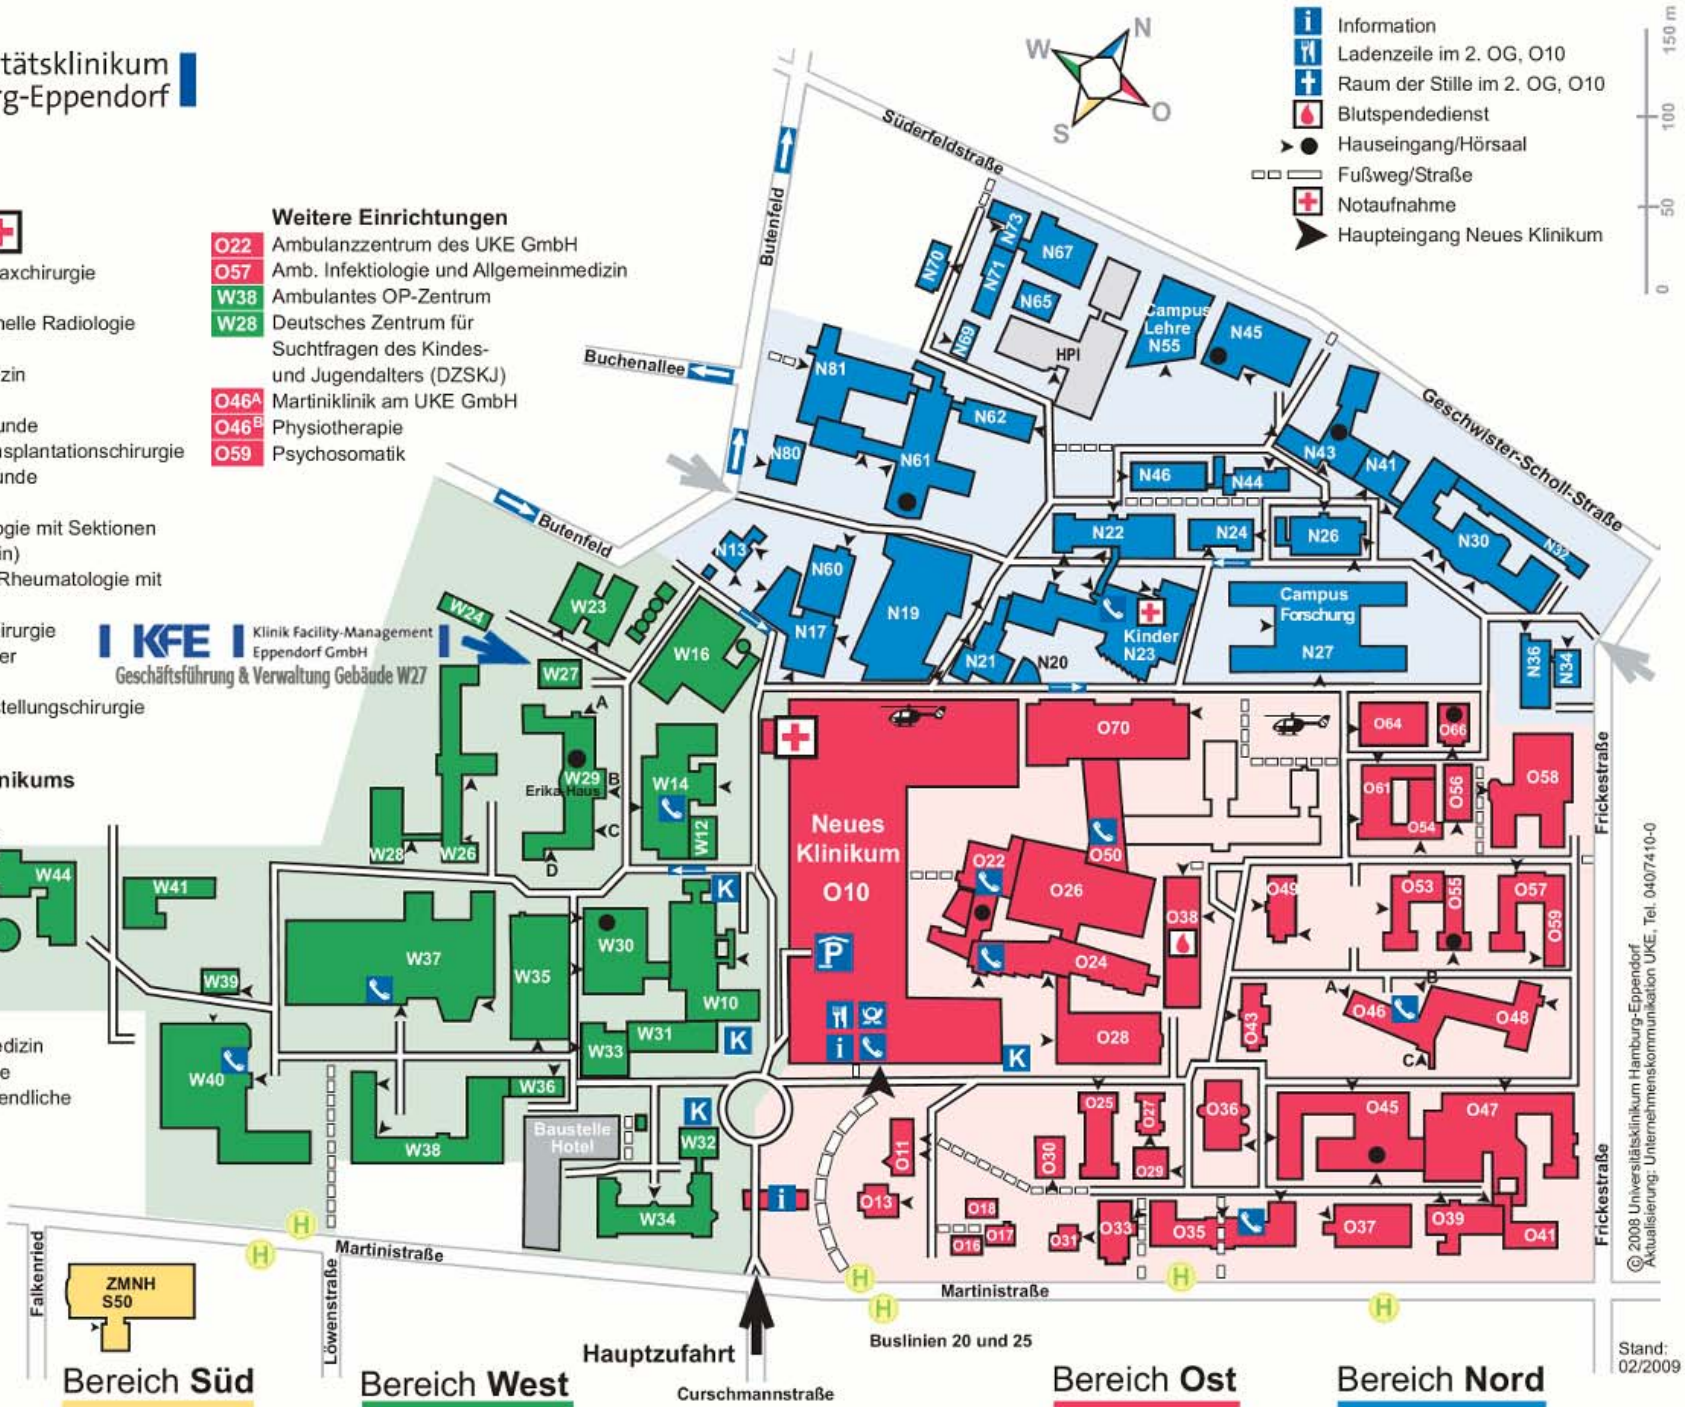 tätsklinikum
rg-Eppendorf
axchirurgie
nelle Radiologie
zin
unde
nsplantationschirurgie
unde
ogie mit Sektionen
in)
Rheumatologie mit
irurgie
er
tellungschirurgie
nikums
edizin
e
endliche
Weitere Einrichtungen
O22 Ambulanzzentrum des UKE GmbH
O57 Amb. Infektiologie und Allgemeinmedizin
W38 Ambulantes OP-Zentrum
W28 Deutsches Zentrum für
Suchtfragen des Kindes-
und Jugendalters (DZSKJ)
O46A Martiniklinik am UKE GmbH
O46B Physiotherapie
O59 Psychosomatik
N
W
O
S
i Information
Ladenzeile im 2. OG, O10
Raum der Stille im 2. OG, O10
Blutspendedienst
Hauseingang/Hörsaal
Fußweg/Straße
Notaufnahme
Haupteingang Neues Klinikum
150 m
100
50
0
Süderfeldstraße
Butenfeld
Buchenallee
Butenfeld
Geschwister-Scholl-Straße
N73
N67
N70
N71
N65
N69
HPI
Campus
Lehre
N55
N45
N81
N62
N80
N61
N43
N41
N46
N44
N22
N24
N26
N30
N32
N13
N60
N19
N17
N21
N20
Kinder
N23
Campus
Forschung
N27
N36
N34
KFE
Klinik Facility-Management
Eppendorf GmbH
Geschäftsführung & Verwaltung Gebäude W27
W24
W23
W16
W27
A
W29
Erika-Haus
B
C
D
W14
W12
W28
W26
W44
W41
W37
W35
W30
K
W10
W39
W31
W33
K
W40
W36
W38
K
W32
W34
Baustelle
Hotel
Neues
Klinikum
O10
P
i
K
O70
O64
O66
O61
O54
O56
O58
O50
O22
O26
O38
O49
O53
O55
O57
O59
O24
O28
O43
A
B
O46
O48
C
O25
O27
O36
O45
O47
O11
O30
O29
O13
O18
O17
O16
O31
O33
O35
O37
O39
O41
i
Frickestraße
Frickestraße
Martinistraße
Martinistraße
Falkenried
Löwenstraße
H
H
H
H
H
H
ZMNH
S50
Hauptzufahrt
Curschmannstraße
Buslinien 20 und 25
Bereich Süd
Bereich West
Bereich Ost
Bereich Nord
© 2008 Universitätsklinikum Hamburg-Eppendorf
Aktualisierung: Unternehmenskommunikation UKE, Tel. 040/7410-0
Stand:
02/2009